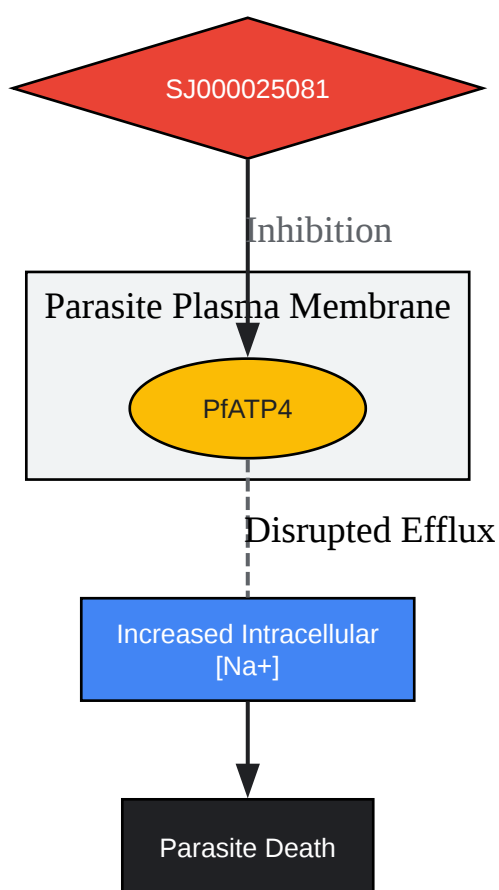 SJ000025081
Inhibition
Parasite Plasma Membrane
PfATP4
Disrupted Efflux
Increased Intracellular
[Na+]
Parasite Death